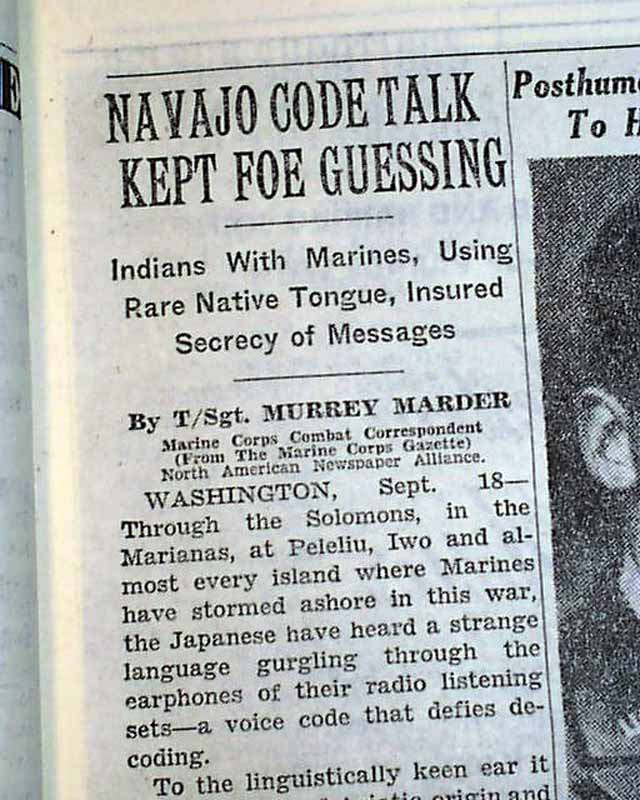 NAVAJO CODE TALK
KEPT FOE GUESSING
Indians With Marines, Using
Rare Native Tongue, Insured
Secrecy of Messages
By T/Sgt. MURREY MARDER
Marine Corps Combat Correspondent
(From The Marine Corps Gazette)
North American Newspaper Alliance.
WASHINGTON, Sept. 18—
Through the Solomons, in the
Marianas, at Peleliu, Iwo and al-
most every island where Marines
have stormed ashore in this war,
the Japanese have heard a strange
language gurgling through the
earphones of their radio listening
sets—a voice code that defies de-
coding.
To the linguistically keen ear it
origin and
Posthum
To H